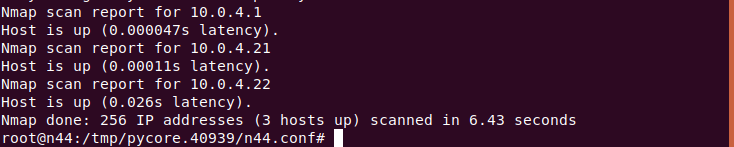 Nmap scan report for 10.0.4.1
Host is up (0.000047s latency).
Nmap scan report for 10.0.4.21
Host is up (0.00011s latency).
Nmap scan report for 10.0.4.22
Host is up (0.026s latency).
Nmap done: 256 IP addresses (3 hosts up) scanned in 6.43 seconds
root@n44:/tmp/pycore.40939/n44.conf#